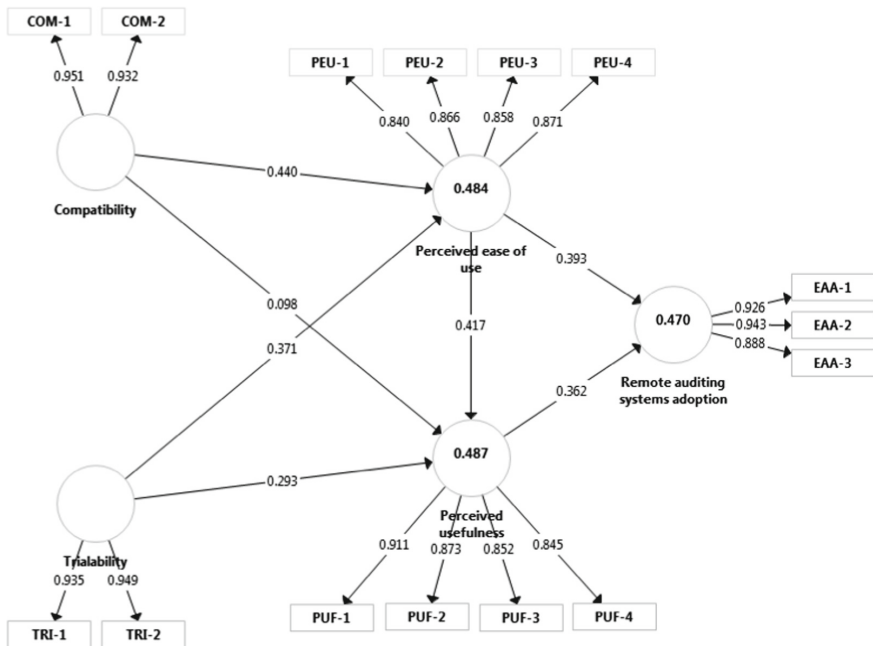 COM-1 COM-2
0.951 0.932
Compatibility
PEU-1 PEU-2 PEU-3 PEU-4
0.840 0.866 0.858 0.871
0.440
0.484
Perceived ease of
use
0.393
0.098
0.371
0.417
0.470
Remote auditing
systems adoption
0.926 EAA-1
0.943 EAA-2
0.888 EAA-3
0.362
0.293
0.487
Perceived
usefulness
0.911 0.873 0.852 0.845
PUF-1 PUF-2 PUF-3 PUF-4
Trialability
0.935 0.949
TRI-1 TRI-2